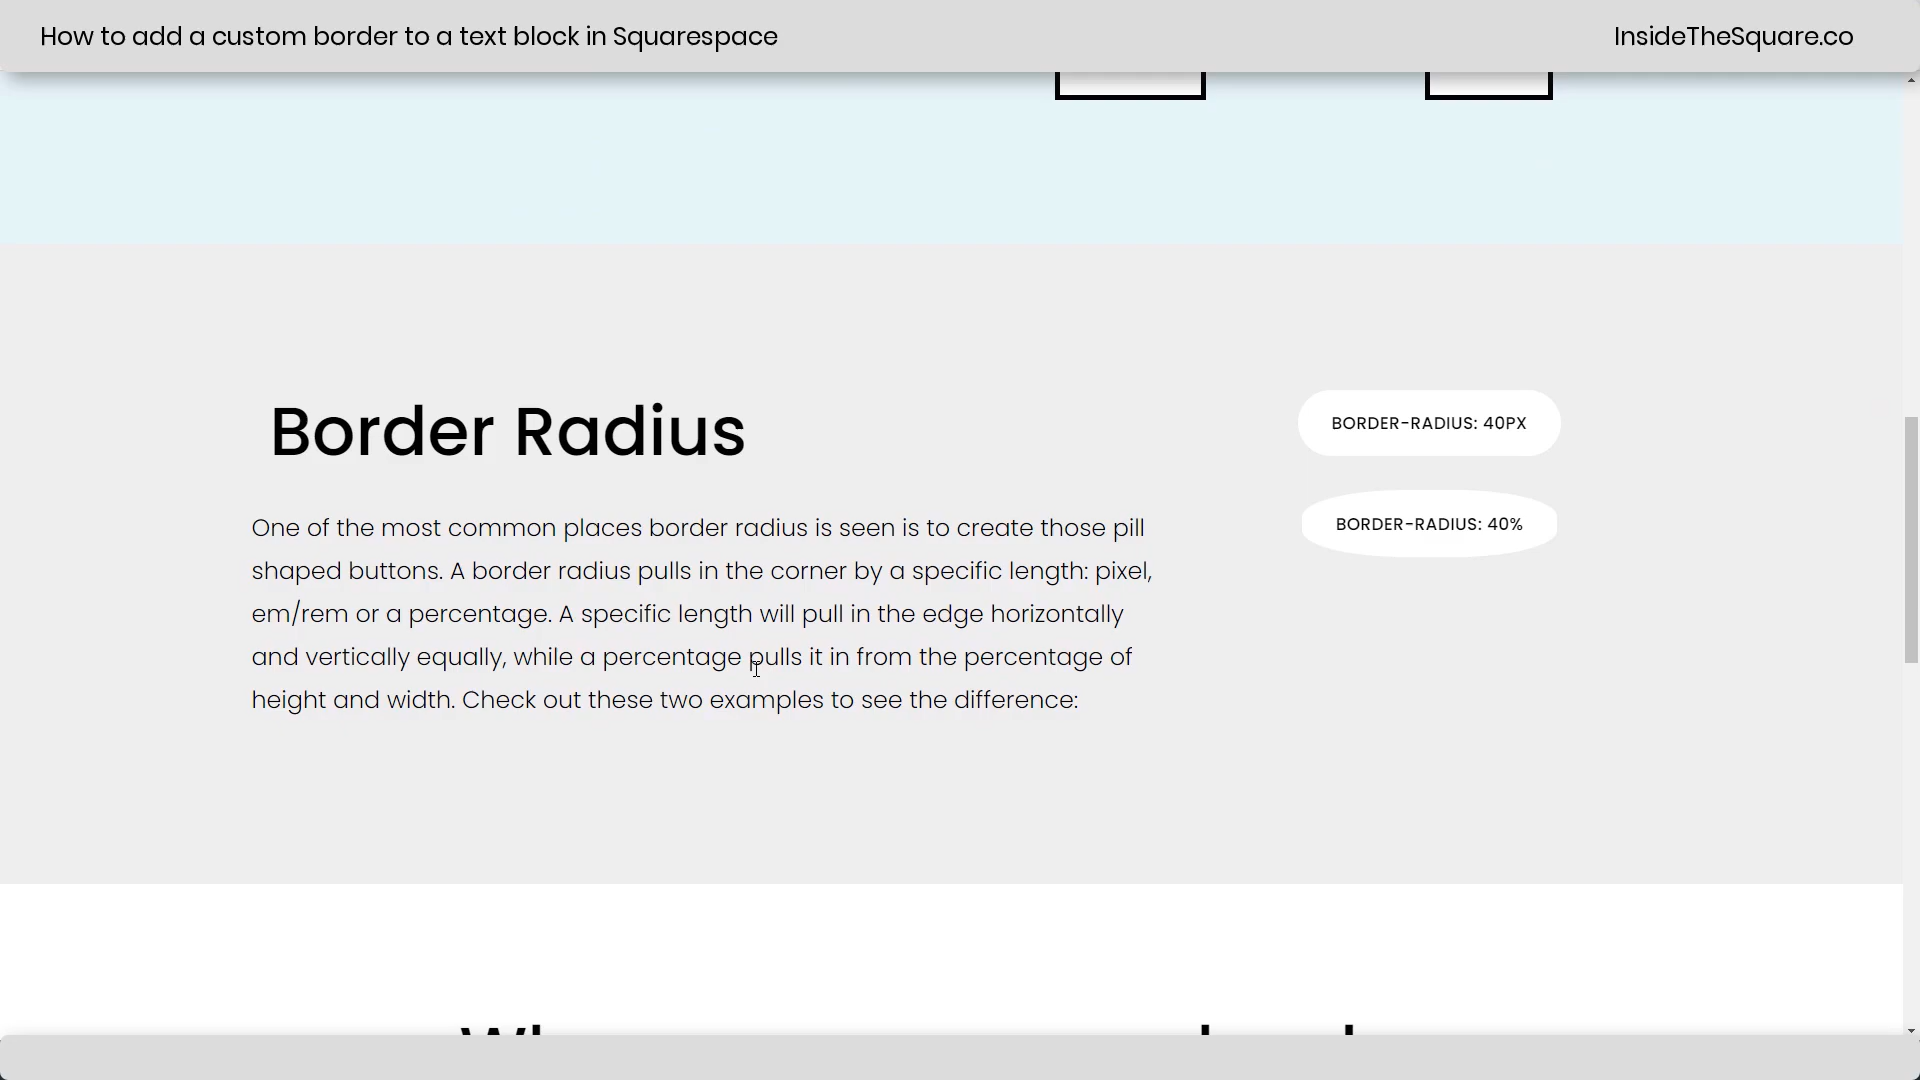 How to add a custom border to a text block in Squarespace
InsideTheSquare.co
Border Radius
One of the most common places border radius is seen is to create those pill
shaped buttons. A border radius pulls in the corner by a specific length: pixel,
em/rem or a percentage. A specific length will pull in the edge horizontally
and vertically equally, while a percentage pulls it in from the percentage of
height and width. Check out these two examples to see the difference:
BORDER-RADIUS: 40PX
BORDER-RADIUS: 40%